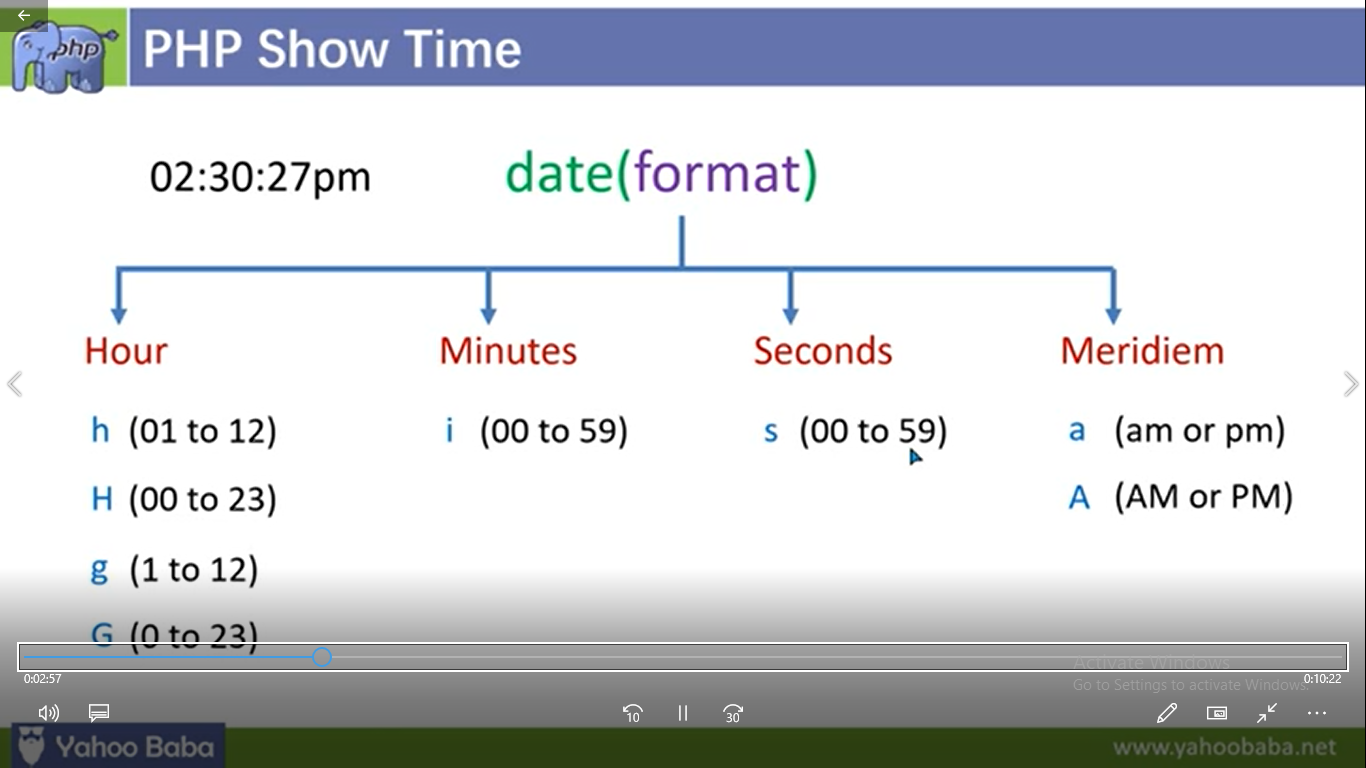 php
PHP Show Time
02:30:27pm
date(format)
Hour
Minutes
Seconds
Meridiem
h (01 to 12)
i (00 to 59)
s (00 to 59)
a (am or pm)
H (00 to 23)
A (AM or PM)
g (1 to 12)
G (0 to 23)
Activate Windows
Go to Settings to activate Windows.
0:02:57
0:10:22
10
30
Yahoo Baba
www.yahoobaba.net